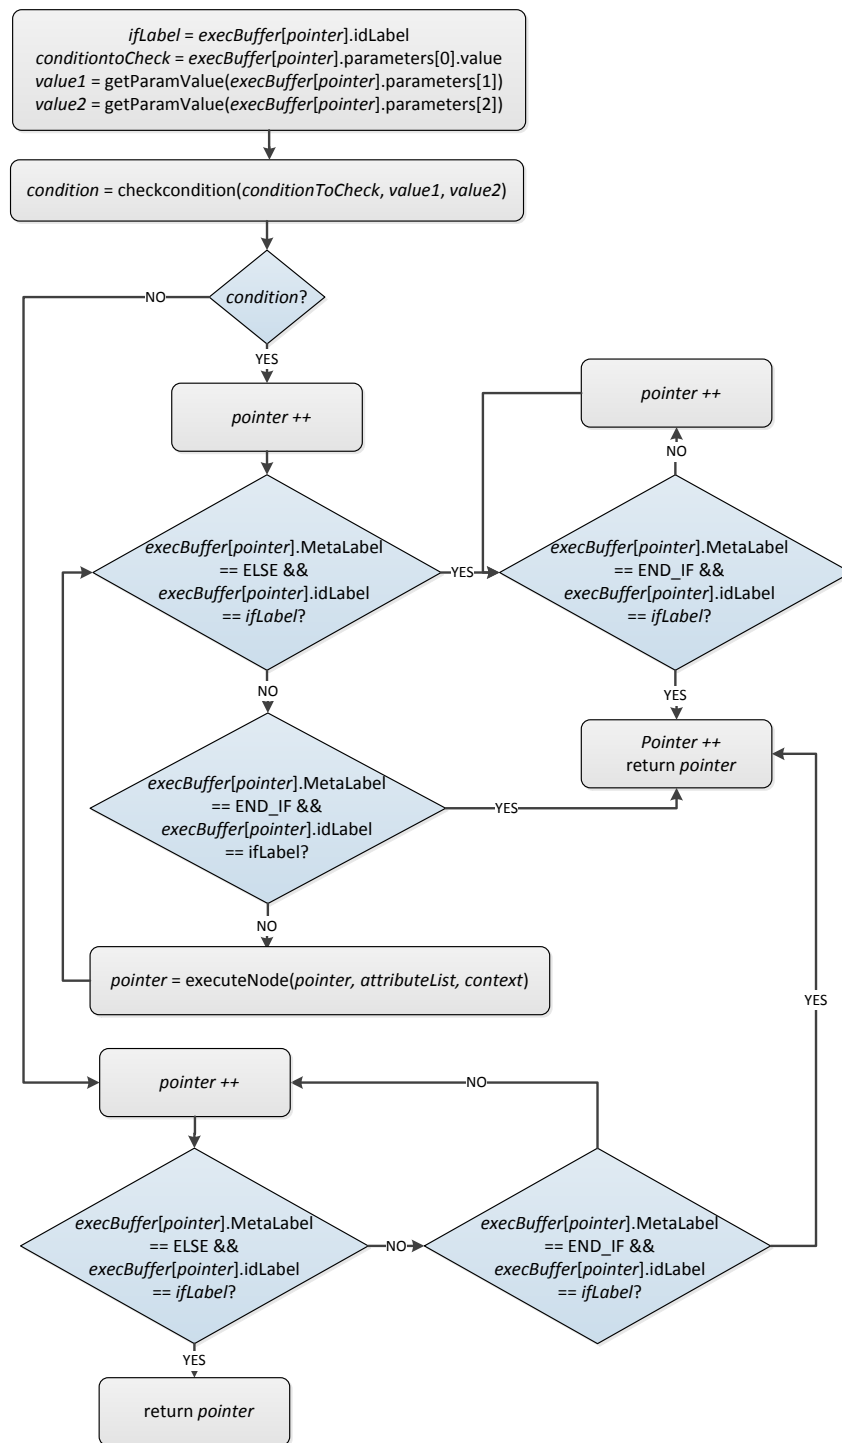 ifLabel = execBuffer[pointer].idLabel
conditiontoCheck = execBuffer[pointer].parameters[0].value
value1 = getParamValue(execBuffer[pointer].parameters[1])
value2 = getParamValue(execBuffer[pointer].parameters[2])
condition = checkcondition(conditionToCheck, value1, value2)
NO
condition?
YES
pointer ++
pointer ++
NO
execBuffer[pointer].MetaLabel
== ELSE &&
execBuffer[pointer].idLabel
== ifLabel?
YES
execBuffer[pointer].MetaLabel
== END_IF &&
execBuffer[pointer].idLabel
== ifLabel?
NO
YES
Pointer ++
return pointer
execBuffer[pointer].MetaLabel
== END_IF &&
execBuffer[pointer].idLabel
== ifLabel?
YES
NO
pointer = executeNode(pointer, attributeList, context)
YES
pointer ++
NO
execBuffer[pointer].MetaLabel
== ELSE &&
execBuffer[pointer].idLabel
== ifLabel?
NO
execBuffer[pointer].MetaLabel
== END_IF &&
execBuffer[pointer].idLabel
== ifLabel?
YES
return pointer